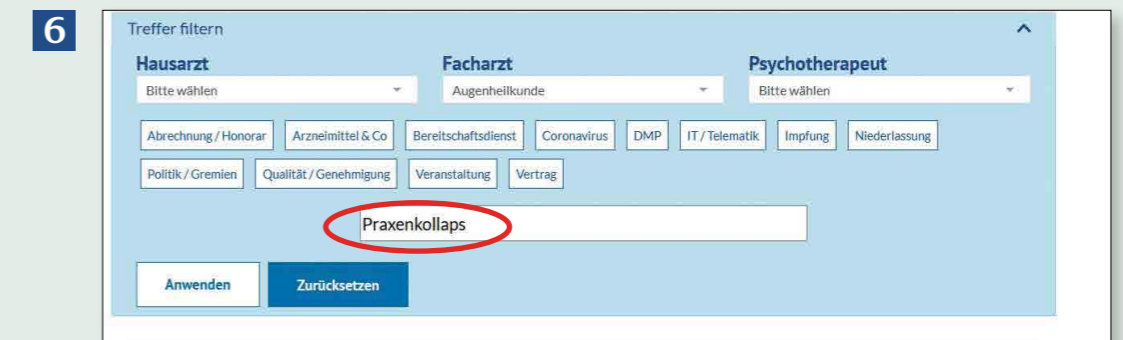 6
Treffer filtern
Hausarzt Facharzt Psychotherapeut
Bitte wählen Augenheilkunde Bitte wählen
Abrechnung / Honorar Arzneimittel & Co Bereitschaftsdienst Coronavirus DMP IT / Telematik Impfung Niederlassung
Politik / Gremien Qualität / Genehmigung Veranstaltung Vertrag
Praxenkollaps
Anwenden Zurücksetzen